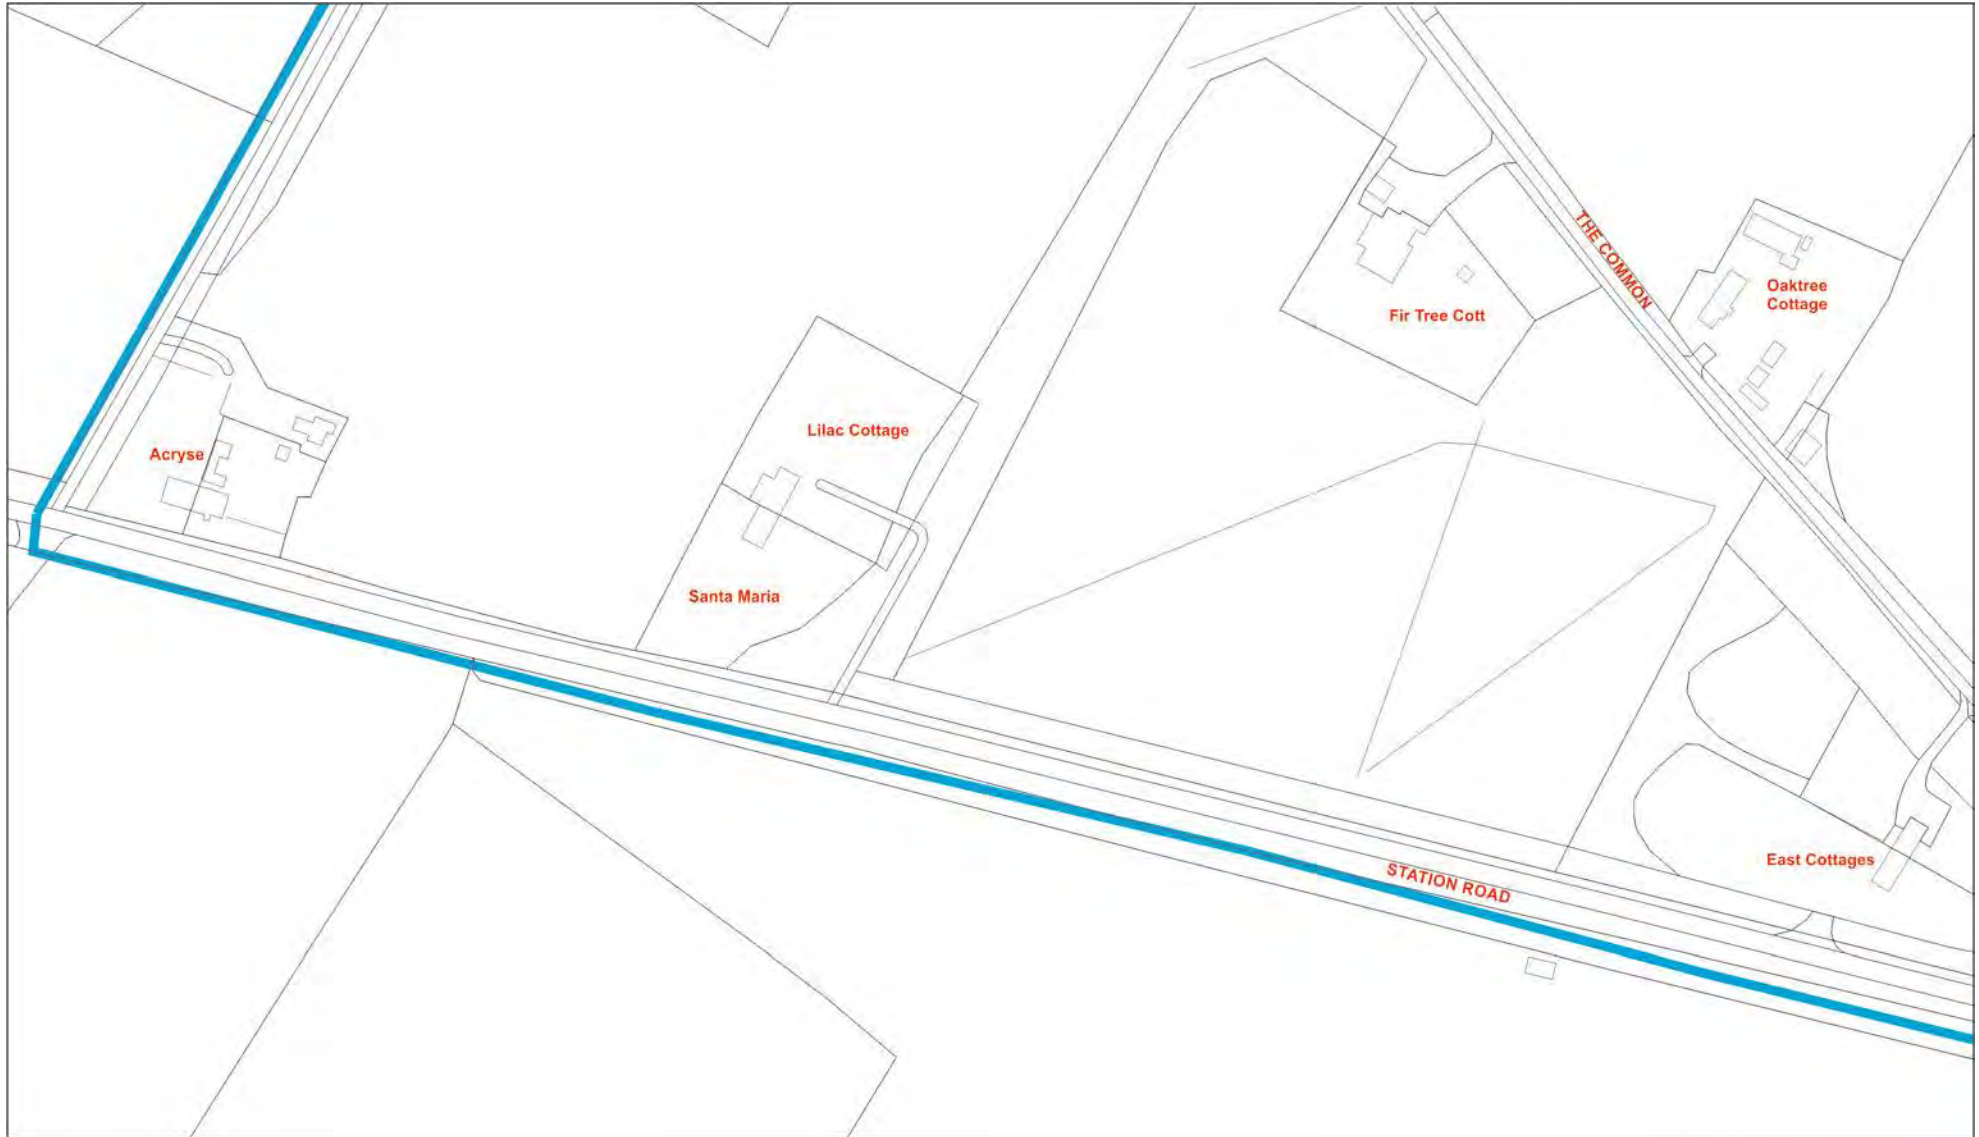 THE COMMON
Oaktree
Cottage
Fir Tree Cott
Lilac Cottage
Acryse
Santa Maria
East Cottages
STATION ROAD